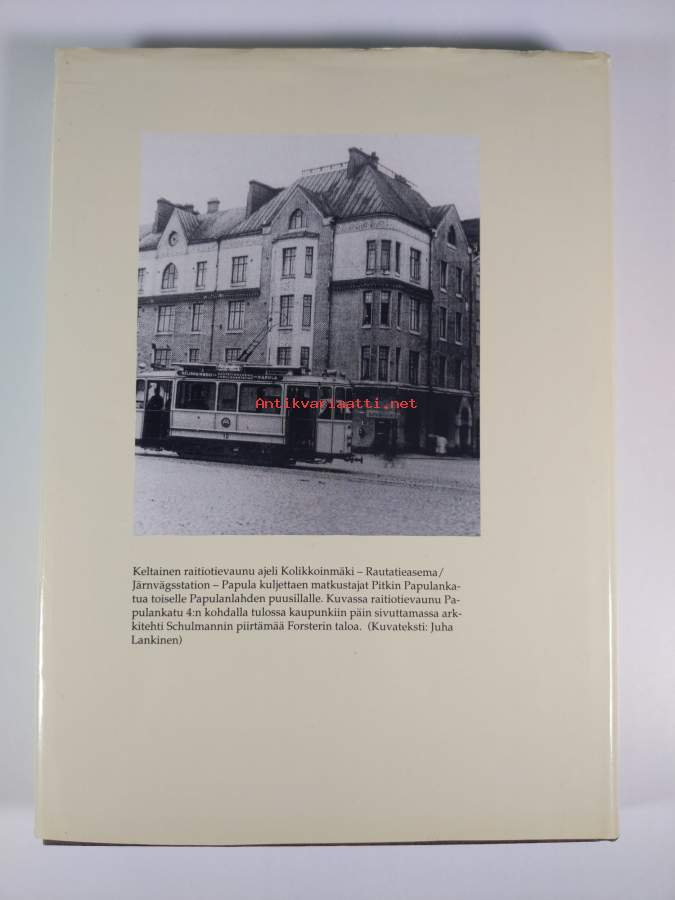 Antikvariaatti.net
Keltainen raitiotievaunu ajeli Kolikkoinmäki – Rautatieasema/
Järnvägsstation – Papula kuljettaen matkustajat Pitkin Papulanka-
tua toiselle Papulanlahden puusillalle. Kuvassa raitiotievaunu Pa-
pulankatu 4:n kohdalla tulossa kaupunkiin päin sivuttamassa ark-
kitehti Schulmannin piirtämää Forsterin taloa. (Kuvateksti: Juha
Lankinen)